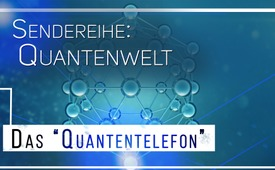 SENDEREIHE:
QUANTENWELT
DAS "QUANTENTELEFON"